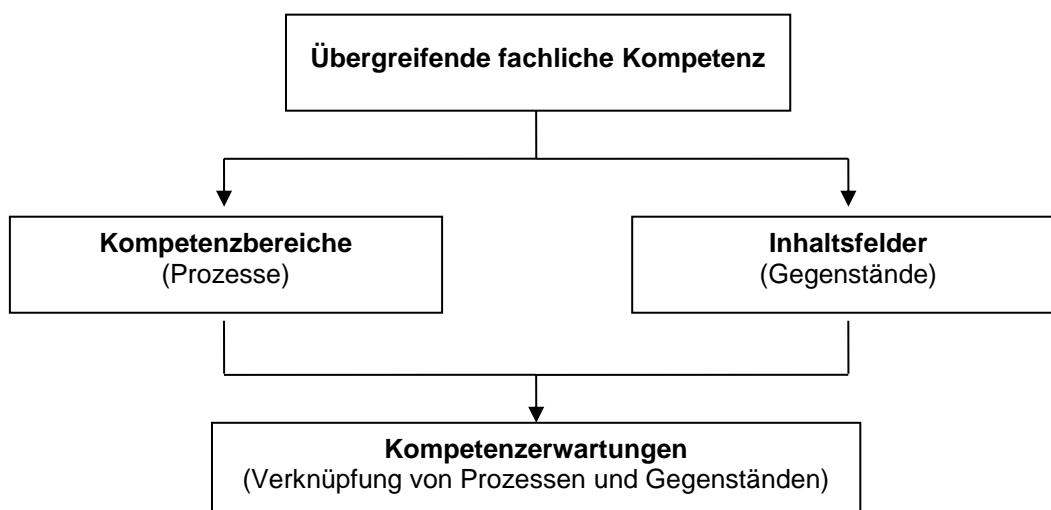 Übergreifende fachliche Kompetenz
Kompetenzbereiche
(Prozesse)
Inhaltsfelder
(Gegenstände)
Kompetenzerwartungen
(Verknüpfung von Prozessen und Gegenständen)